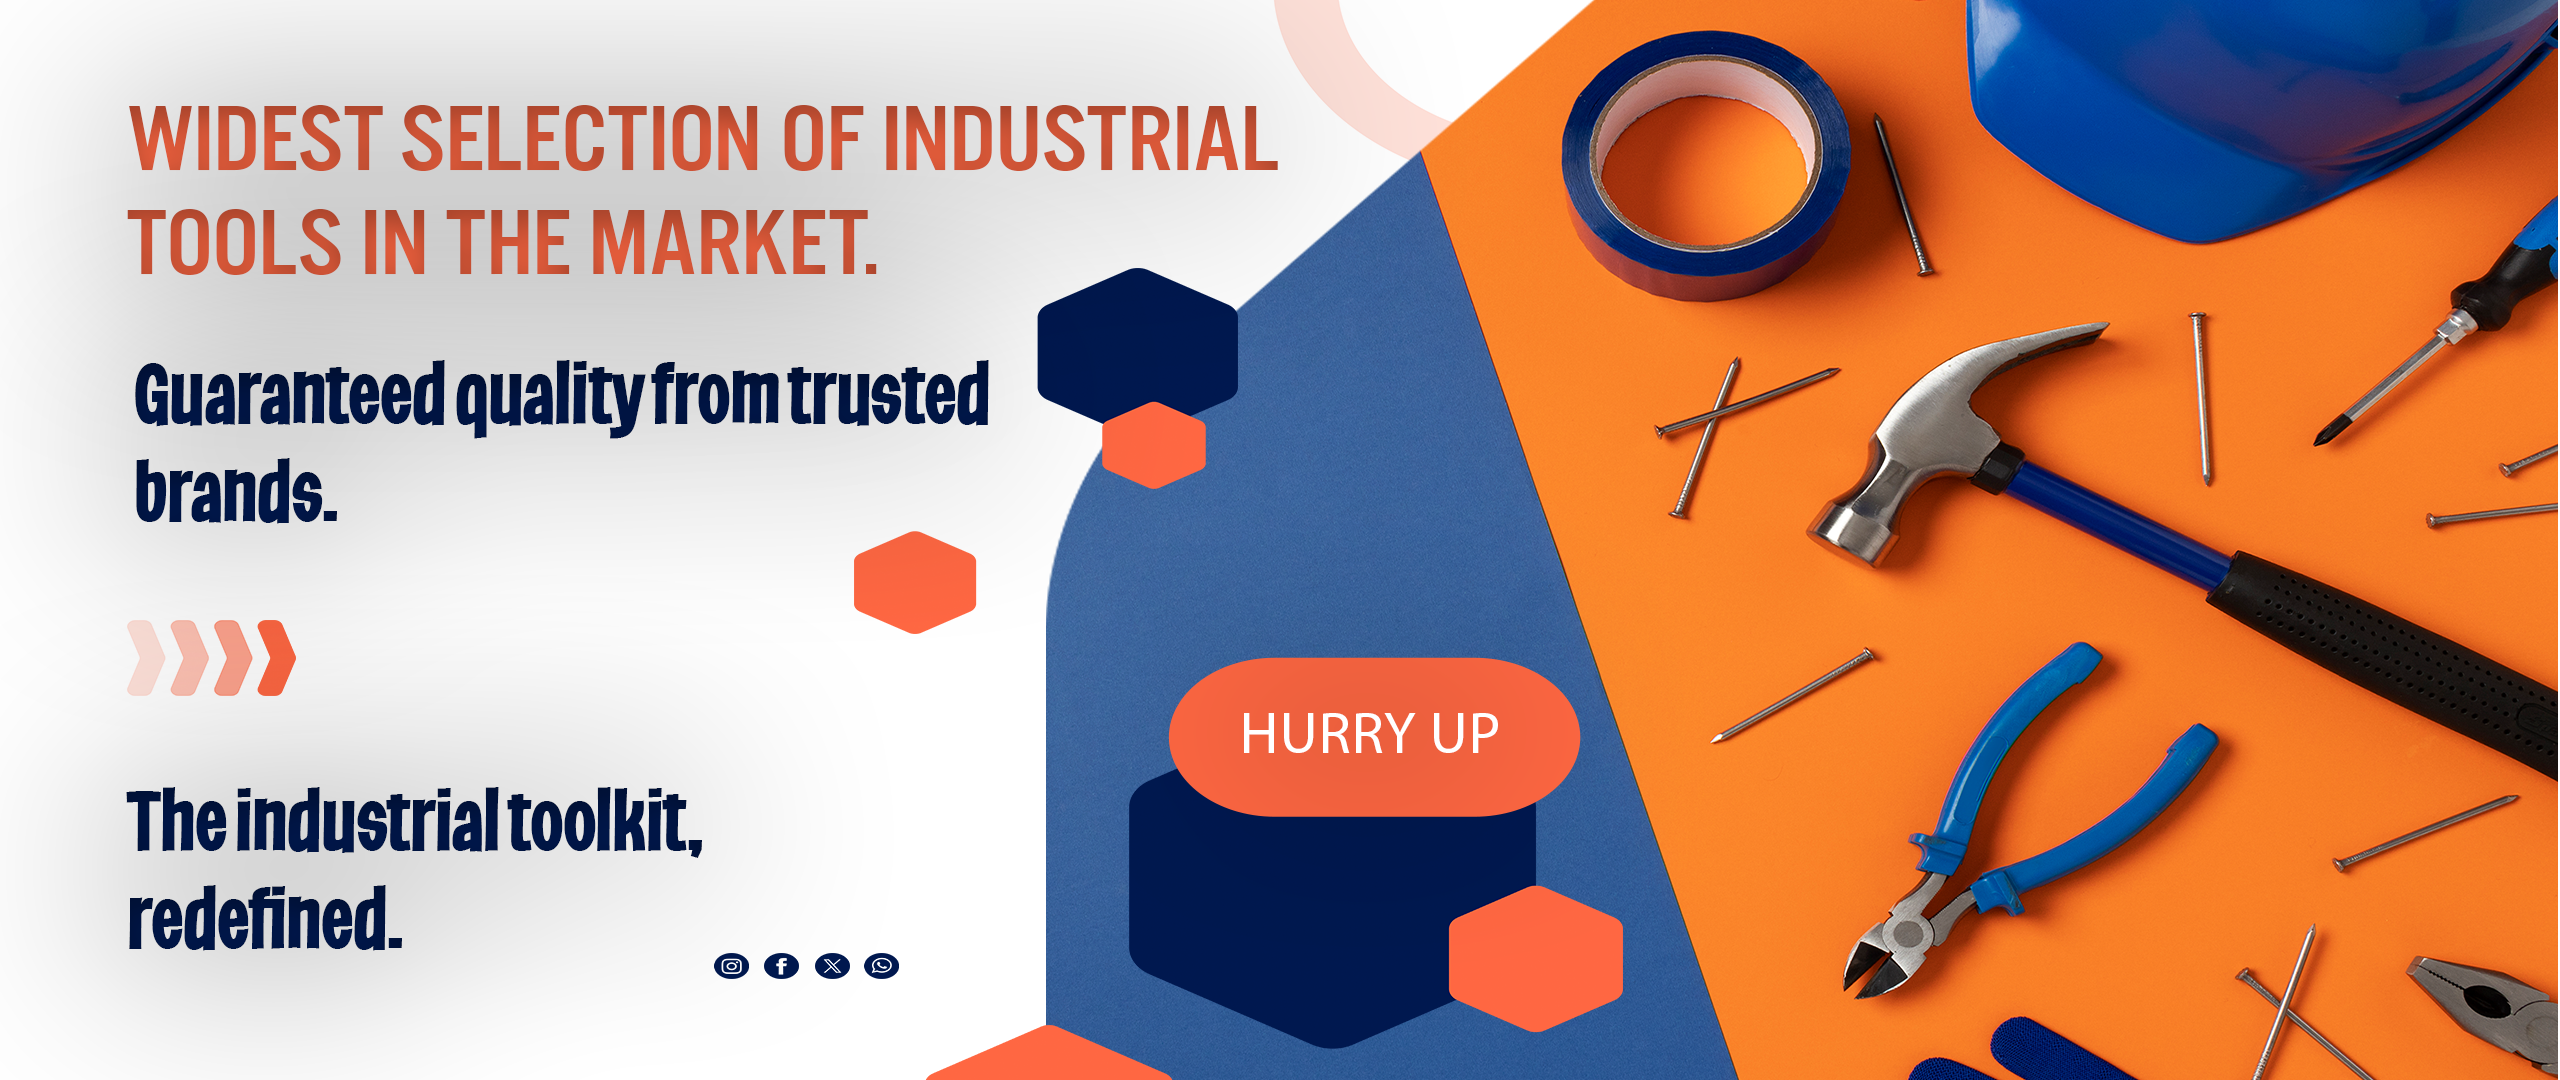 WIDEST SELECTION OF INDUSTRIAL
TOOLS IN THE MARKET.
Guaranteed quality from trusted
brands.
The industrial toolkit,
redefined.
HURRY UP